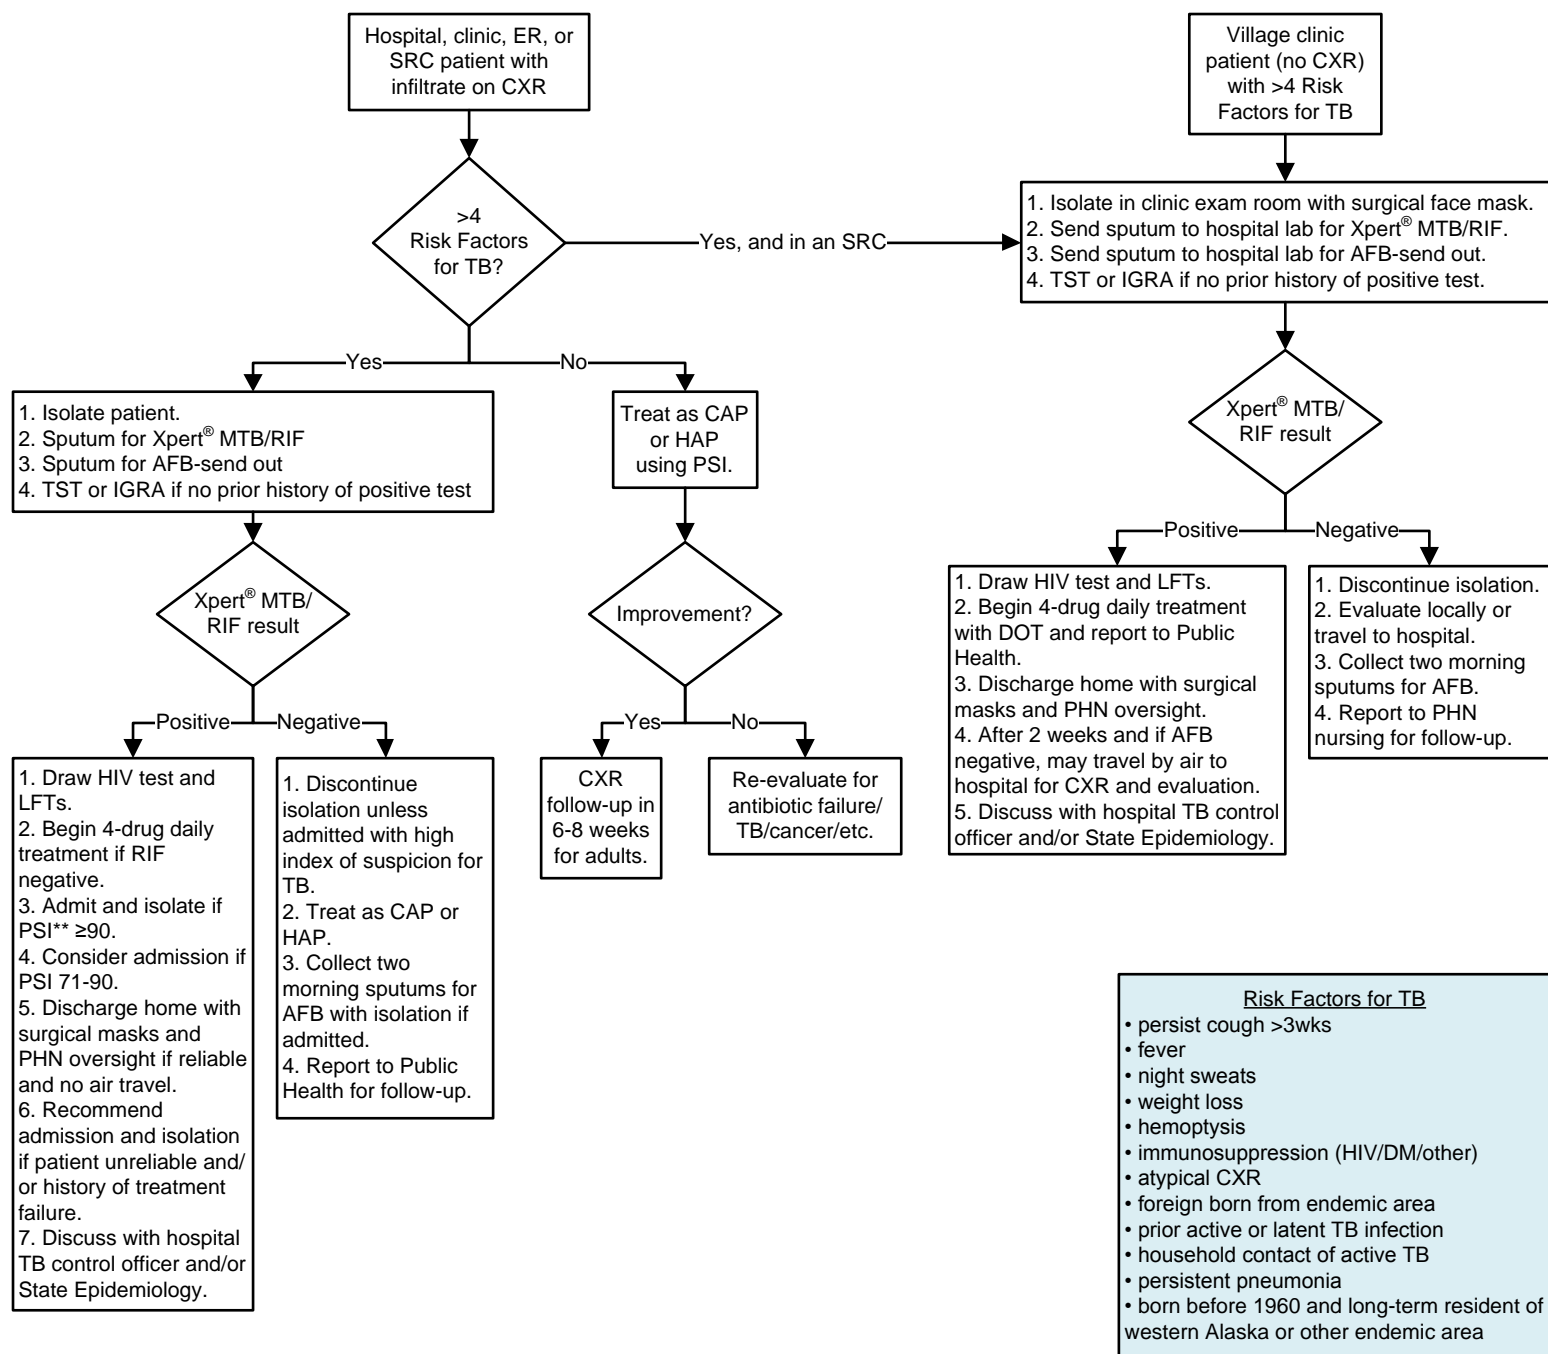 Hospital, clinic, ER, or
SRC patient with
infiltrate on CXR
Village clinic
patient (no CXR)
with >4 Risk
Factors for TB
>4
Risk Factors
for TB?
Yes, and in an SRC
1. Isolate in clinic exam room with surgical face mask.
2. Send sputum to hospital lab for Xpert® MTB/RIF.
3. Send sputum to hospital lab for AFB-send out.
4. TST or IGRA if no prior history of positive test.
Yes
No
1. Isolate patient.
2. Sputum for Xpert® MTB/RIF
3. Sputum for AFB-send out
4. TST or IGRA if no prior history of positive test
Treat as CAP
or HAP
using PSI.
Xpert® MTB/
RIF result
Positive
Negative
Xpert® MTB/
RIF result
Improvement?
1. Draw HIV test and LFTs.
2. Begin 4-drug daily treatment
with DOT and report to Public
Health.
3. Discharge home with surgical
masks and PHN oversight.
4. After 2 weeks and if AFB
negative, may travel by air to
hospital for CXR and evaluation.
5. Discuss with hospital TB control
officer and/or State Epidemiology.
1. Discontinue isolation.
2. Evaluate locally or
travel to hospital.
3. Collect two morning
sputums for AFB.
4. Report to PHN
nursing for follow-up.
Positive
Negative
Yes
No
1. Draw HIV test and
LFTs.
2. Begin 4-drug daily
treatment if RIF
negative.
3. Admit and isolate if
PSI** ≥90.
4. Consider admission if
PSI 71-90.
5. Discharge home with
surgical masks and
PHN oversight if reliable
and no air travel.
6. Recommend
admission and isolation
if patient unreliable and/
or history of treatment
failure.
7. Discuss with hospital
TB control officer and/or
State Epidemiology.
1. Discontinue
isolation unless
admitted with high
index of suspicion for
TB.
2. Treat as CAP or
HAP.
3. Collect two
morning sputums for
AFB with isolation if
admitted.
4. Report to Public
Health for follow-up.
CXR
follow-up in
6-8 weeks
for adults.
Re-evaluate for
antibiotic failure/
TB/cancer/etc.
Risk Factors for TB
• persist cough >3wks
• fever
• night sweats
• weight loss
• hemoptysis
• immunosuppression (HIV/DM/other)
• atypical CXR
• foreign born from endemic area
• prior active or latent TB infection
• household contact of active TB
• persistent pneumonia
• born before 1960 and long-term resident of
western Alaska or other endemic area